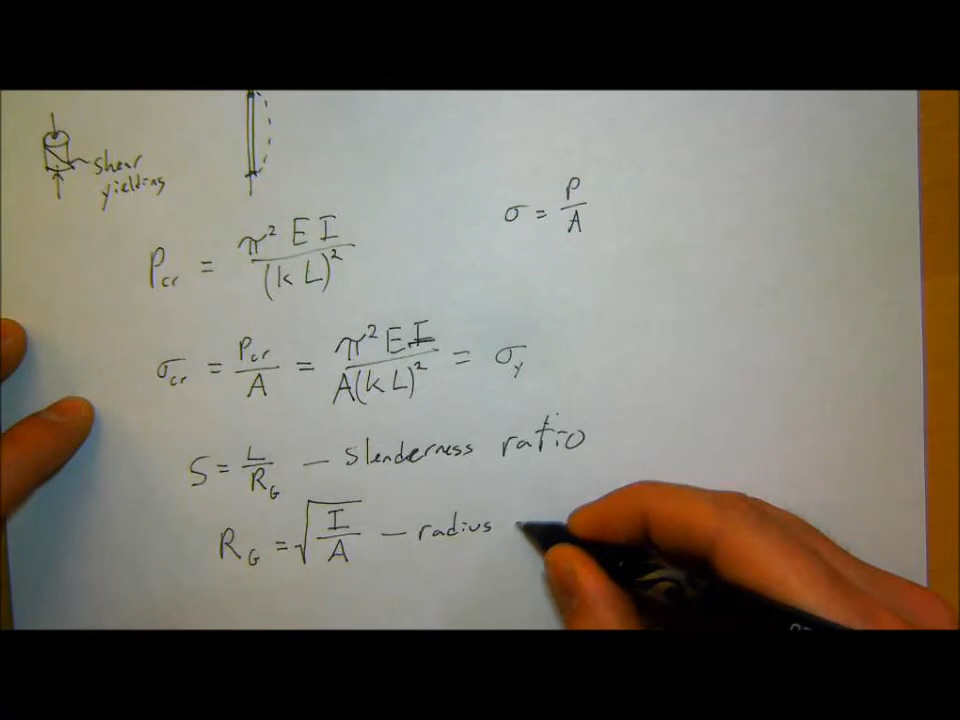 shear
yielding
σ = P/A
P_cr = π² E I / (k L)²
σ_cr = P_cr/A = π² E I / A(k L)² = σ_y
S = L/R_G — Slenderness ratio
R_G = √(I/A) — radius